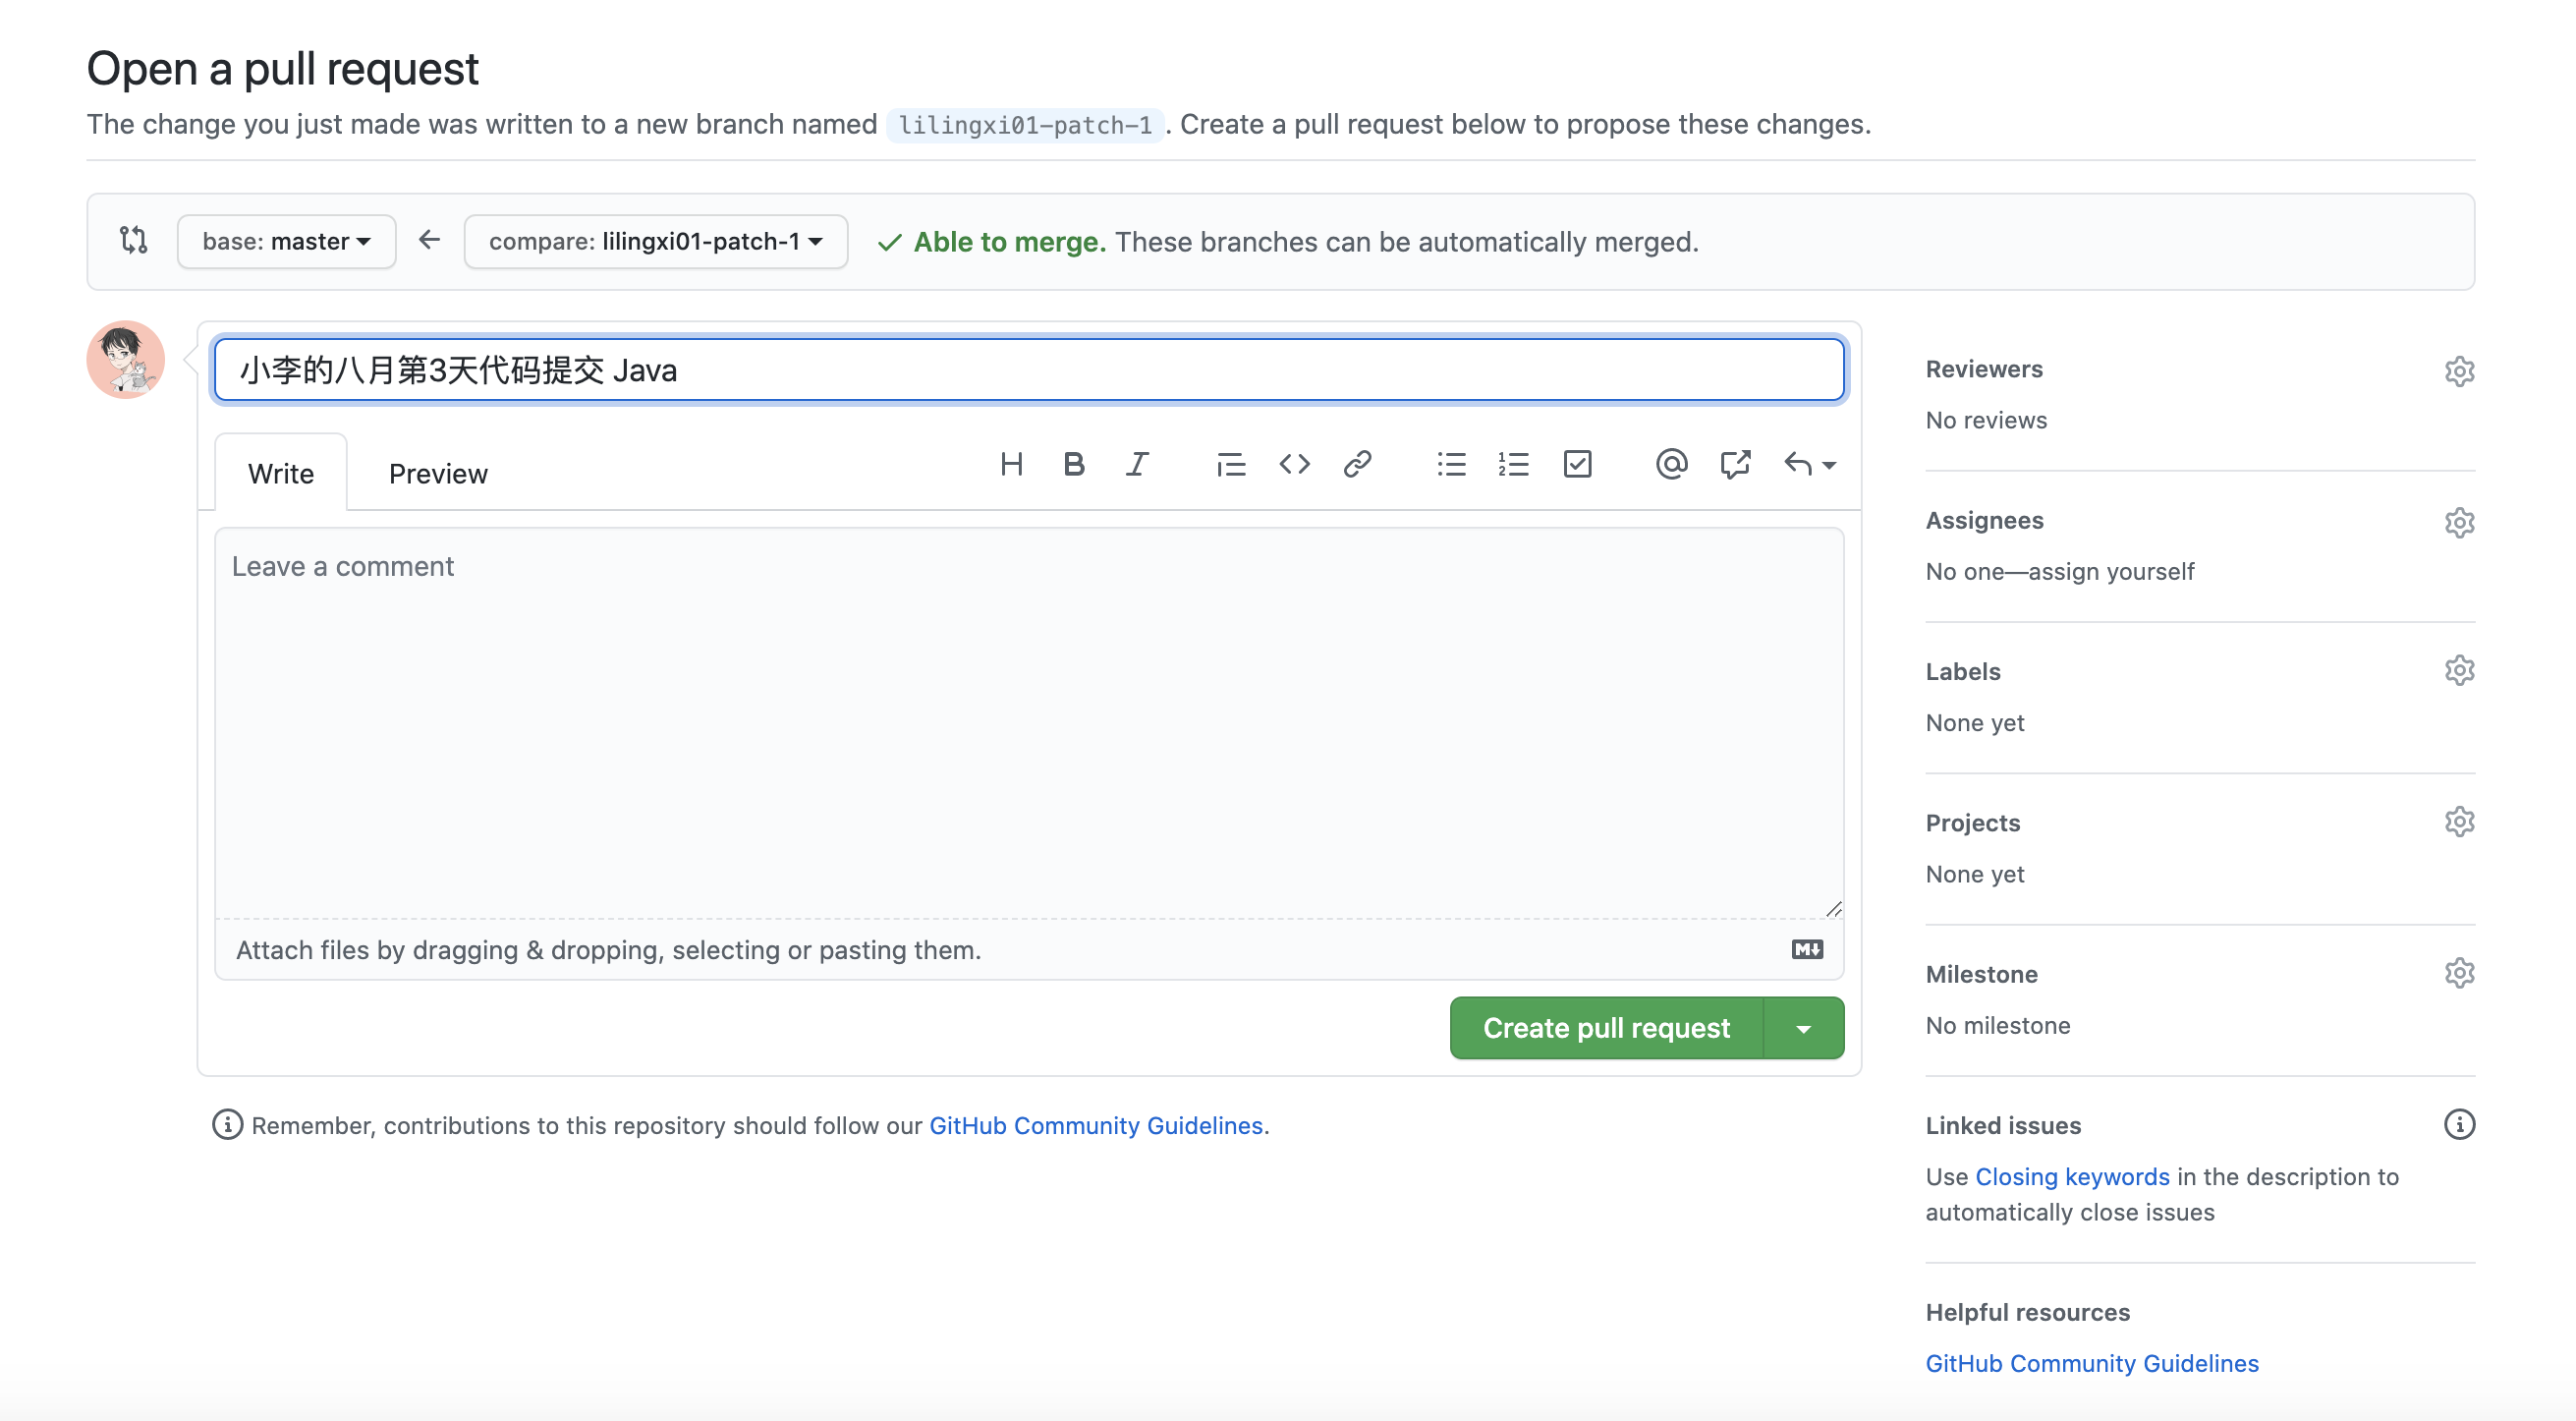 Open a pull request
The change you just made was written to a new branch named lilingxi01-patch-1. Create a pull request below to propose these changes.
base: master
compare: lilingxi01-patch-1
Able to merge. These branches can be automatically merged.
小李的八月第3天代码提交 Java
Write
Preview
Leave a comment
Attach files by dragging & dropping, selecting or pasting them.
Create pull request
Remember, contributions to this repository should follow our GitHub Community Guidelines.
Reviewers
No reviews
Assignees
No one—assign yourself
Labels
None yet
Projects
None yet
Milestone
No milestone
Linked issues
Use Closing keywords in the description to
automatically close issues
Helpful resources
GitHub Community Guidelines